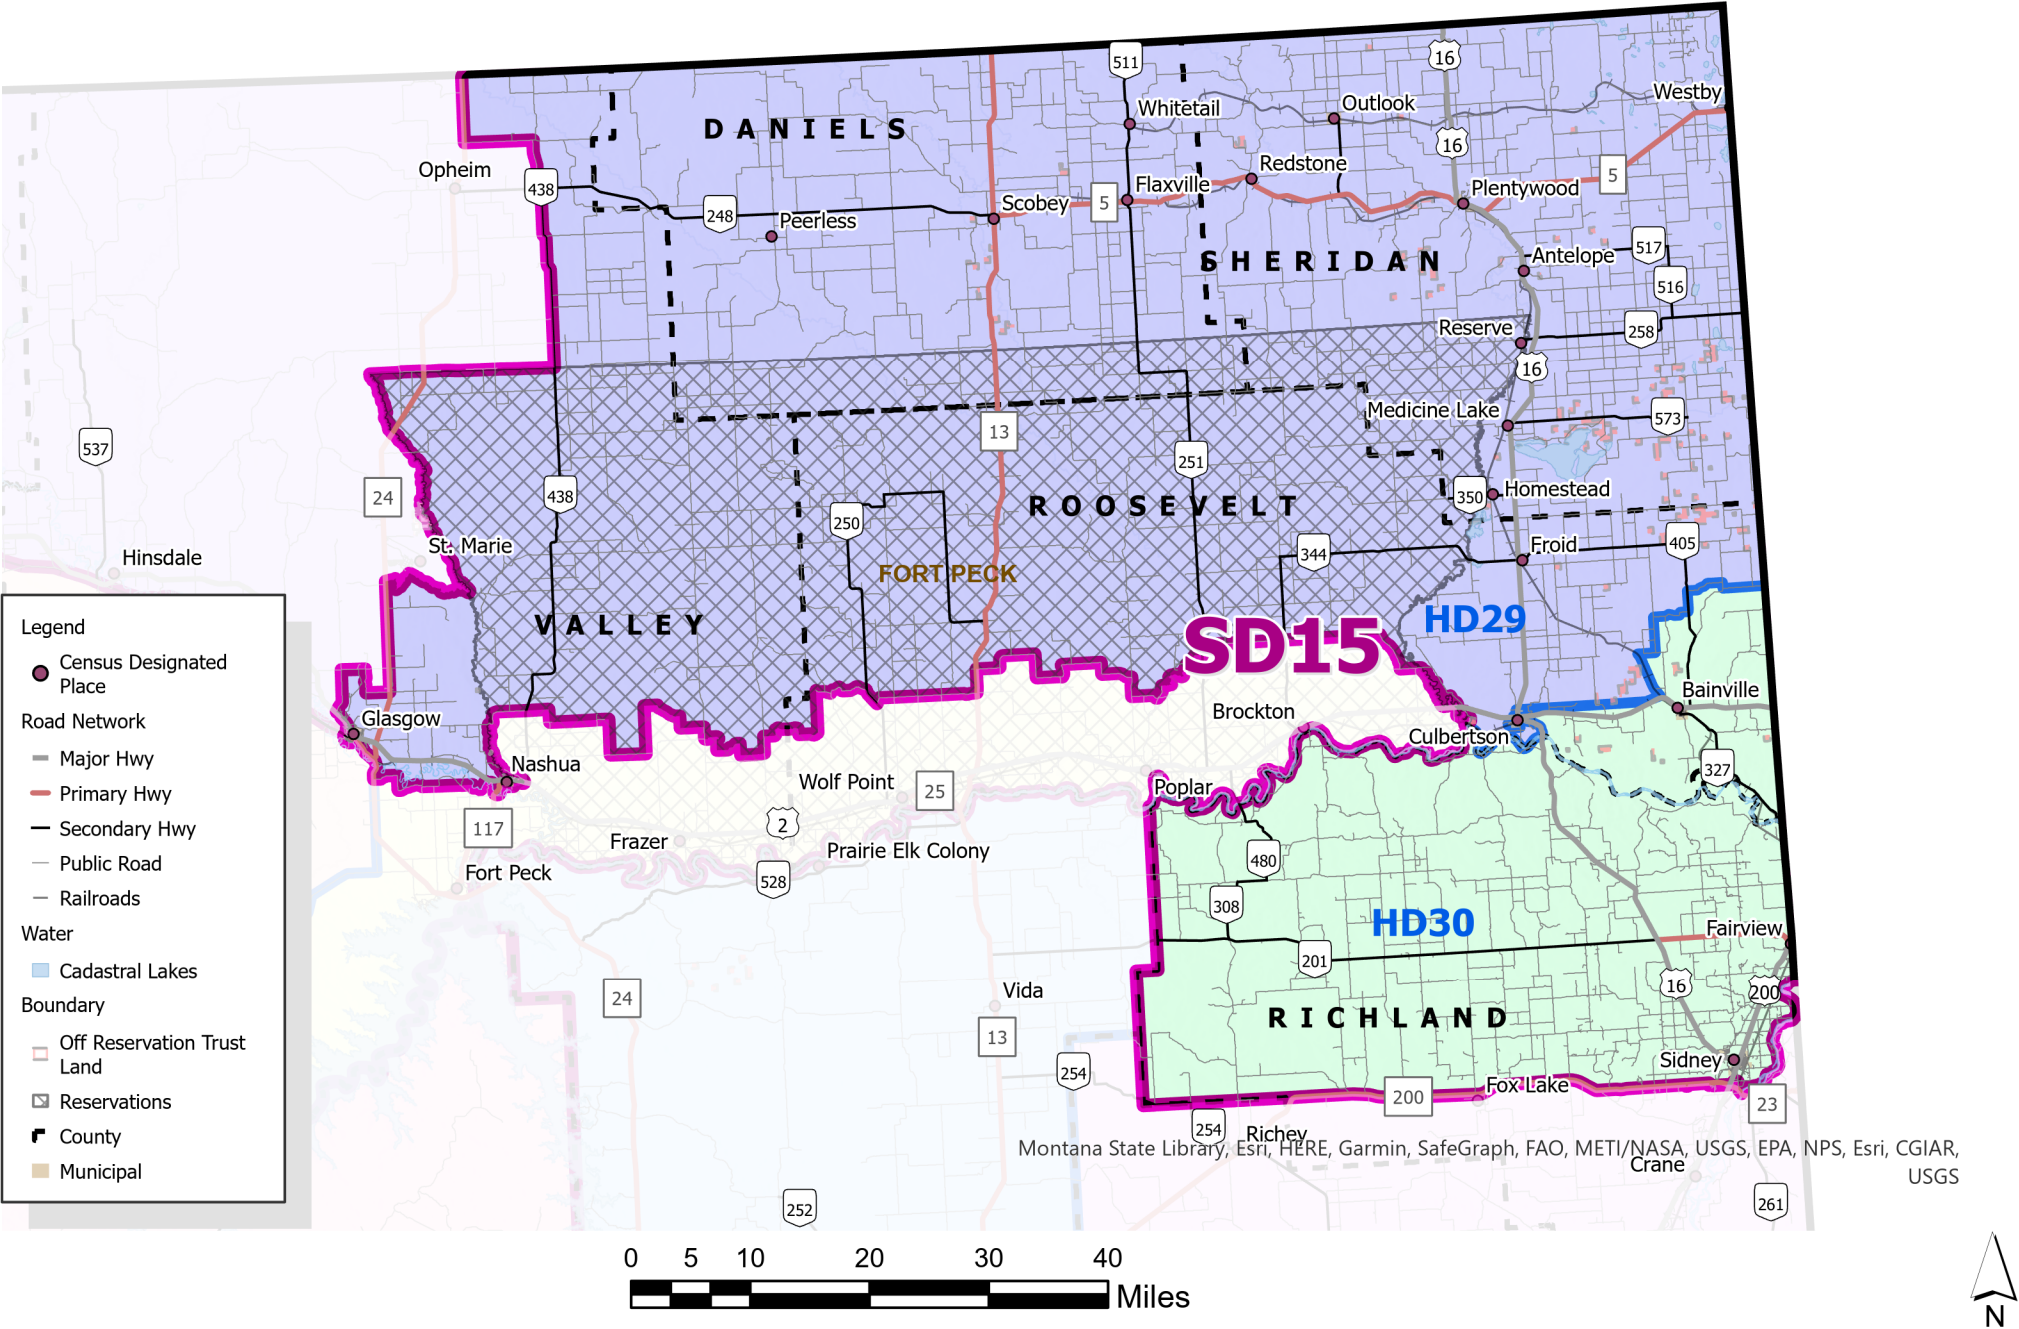 511
16
Westby
Outlook
Whitetail
DANIELS
16
Redstone
5
Opheim
438
Flaxville
Plentywood
248
Peerless
Scobey
5
SHERIDAN
Antelope
517
516
Reserve
258
16
Medicine Lake
573
13
537
24
438
251
350
Homestead
ROOSEVELT
250
St. Marie
344
Froid
405
Hinsdale
FORT PECK
VALLEY
SD15
HD29
Bainville
Glasgow
Brockton
Culbertson
Nashua
Wolf Point
25
Poplar
327
117
2
Frazer
Prairie Elk Colony
480
Fort Peck
528
308
HD30
Fairview
201
16
200
24
Vida
RICHLAND
13
254
Sidney
200
Fox Lake
23
254
Richey
Crane
252
261
Legend
Census Designated
Place
Road Network
Major Hwy
Primary Hwy
Secondary Hwy
Public Road
Railroads
Water
Cadastral Lakes
Boundary
Off Reservation Trust
Land
Reservations
County
Municipal
Montana State Library, Esri, HERE, Garmin, SafeGraph, FAO, METI/NASA, USGS, EPA, NPS, Esri, CGIAR,
USGS
0 5 10 20 30 40
Miles
N